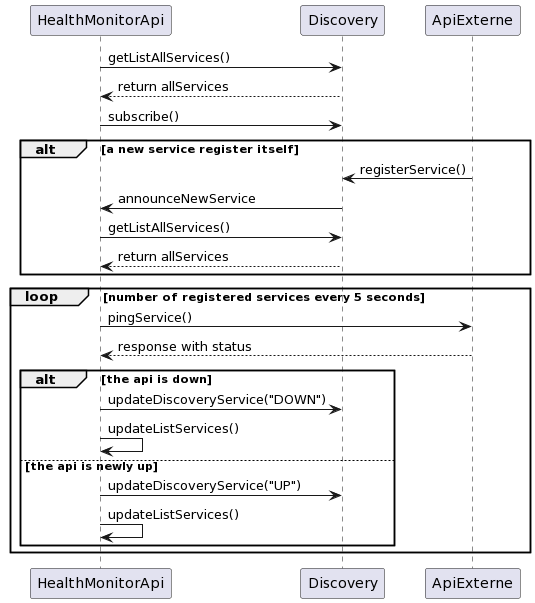 HealthMonitorApi Discovery ApiExterne
getListAllServices()
return allServices
subscribe()
alt [a new service register itself]
registerService()
announceNewService
getListAllServices()
return allServices
loop [number of registered services every 5 seconds]
pingService()
response with status
alt [the api is down]
updateDiscoveryService("DOWN")
updateListServices()
[the api is newly up]
updateDiscoveryService("UP")
updateListServices()
HealthMonitorApi Discovery ApiExterne